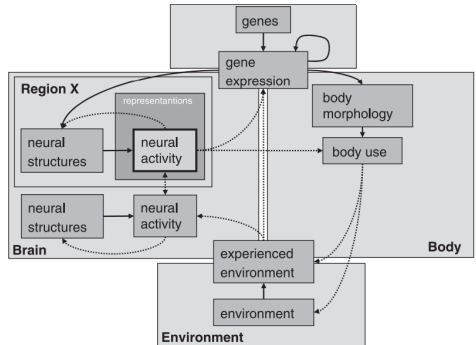 genes
gene
expression
Region X
representantions
neural
structures
neural
activity
body
morphology
body use
neural
structures
neural
activity
Brain
experienced
environment
Body
environment
Environment